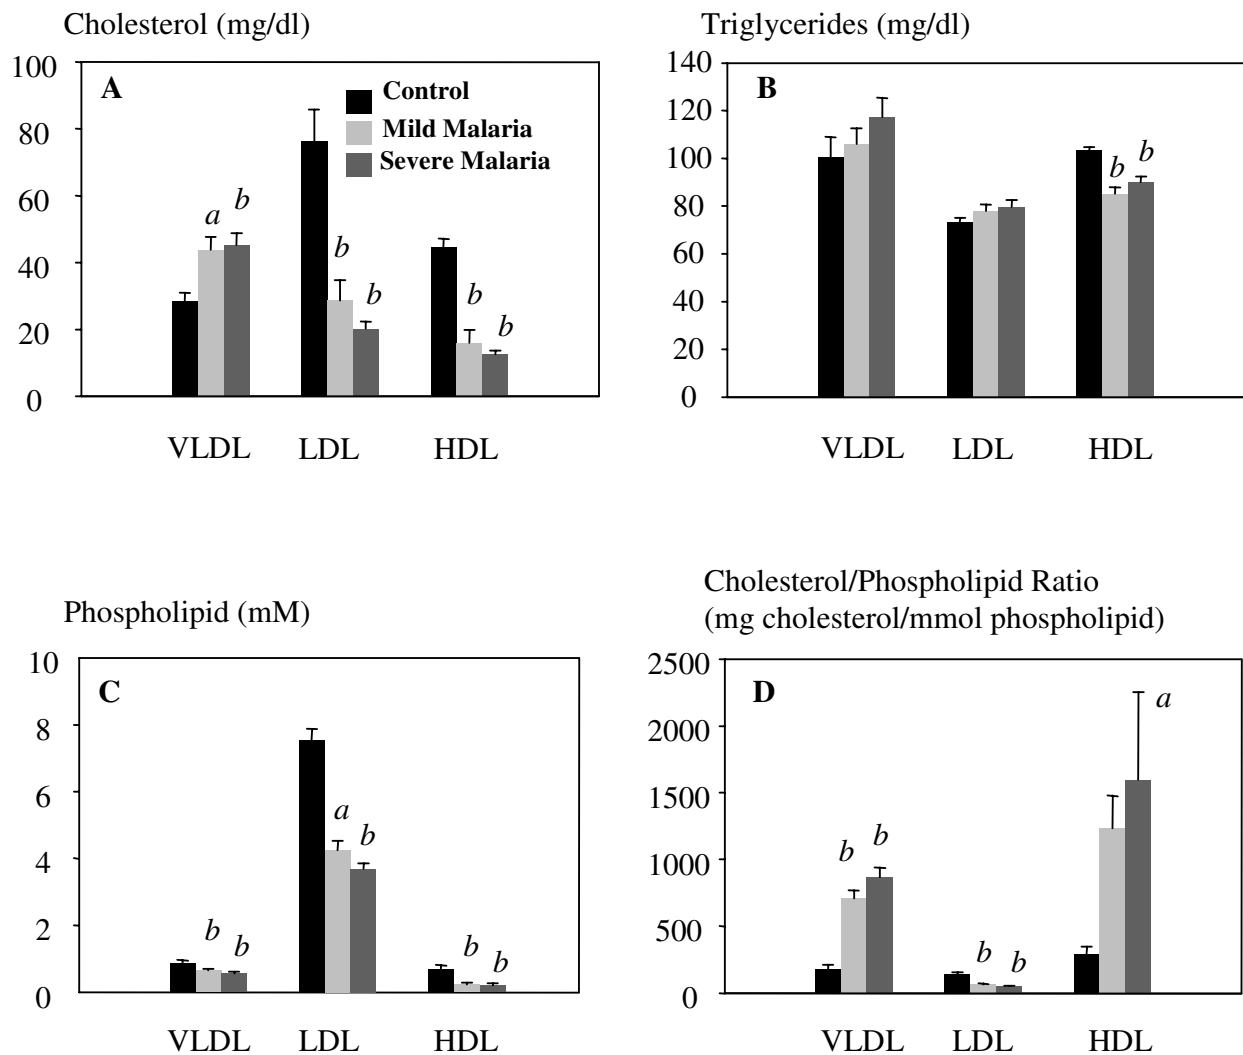 Cholesterol (mg/dl)
100
80
60
40
20
0
A
Control
Mild Malaria
Severe Malaria
a
b
b
b
b
b
VLDL
LDL
HDL
Triglycerides (mg/dl)
140
120
100
80
60
40
20
0
B
b
b
VLDL
LDL
HDL
Phospholipid (mM)
10
8
6
4
2
0
C
b
b
a
b
b
b
VLDL
LDL
HDL
Cholesterol/Phospholipid Ratio
(mg cholesterol/mmol phospholipid)
2500
2000
1500
1000
500
0
D
b
b
b
b
a
VLDL
LDL
HDL